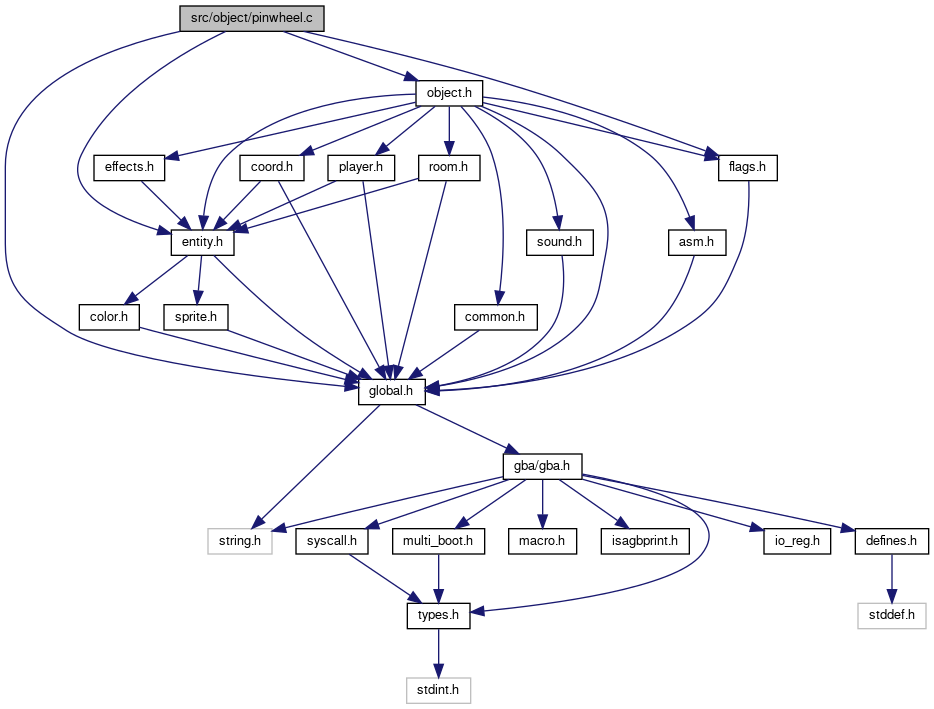 src/object/pinwheel.c
object.h
effects.h
coord.h
player.h
room.h
flags.h
entity.h
sound.h
asm.h
color.h
sprite.h
common.h
global.h
gba/gba.h
string.h
syscall.h
multi_boot.h
macro.h
isagbprint.h
io_reg.h
defines.h
types.h
stddef.h
stdint.h